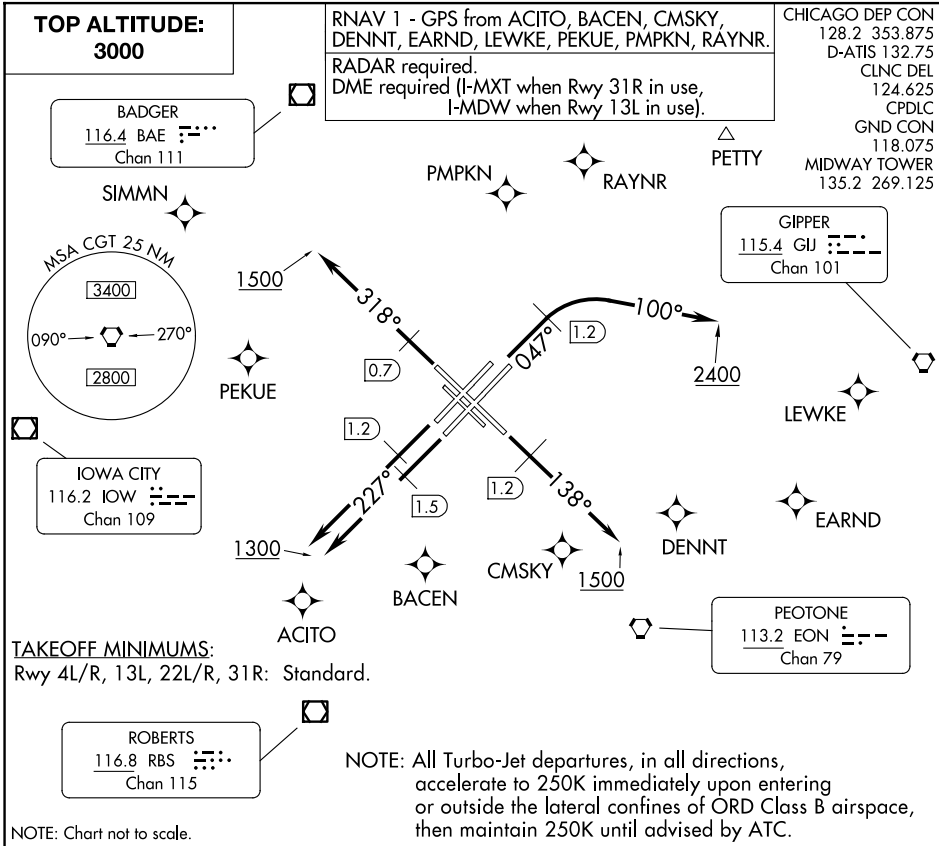 TOP ALTITUDE:
3000
RNAV 1 - GPS from ACITO, BACEN, CMSKY,
DENNT, EARND, LEWKE, PEKUE, PMPKN, RAYNR.
RADAR required.
DME required (I-MXT when Rwy 31R in use,
I-MDW when Rwy 13L in use).
CHICAGO DEP CON
128.2 353.875
D-ATIS 132.75
CLNC DEL
124.625
CPDLC
GND CON
118.075
MIDWAY TOWER
135.2 269.125
BADGER
116.4 BAE
Chan 111
PETTY
RAYNR
PMPKN
SIMMN
GIPPER
115.4 GIJ
Chan 101
MSA CGT 25 NM
3400
090°
270°
2800
1500
318°
0.7
047°
1.2
100°
2400
PEKUE
LEWKE
1.2
227°
1.5
1.2
138°
IOWA CITY
116.2 IOW
Chan 109
EARND
DENNT
1300
CMSKY
1500
BACEN
ACITO
PEOTONE
113.2 EON
Chan 79
TAKEOFF MINIMUMS:
Rwy 4L/R, 13L, 22L/R, 31R: Standard.
ROBERTS
116.8 RBS
Chan 115
NOTE: All Turbo-Jet departures, in all directions,
accelerate to 250K immediately upon entering
or outside the lateral confines of ORD Class B airspace,
then maintain 250K until advised by ATC.
NOTE: Chart not to scale.